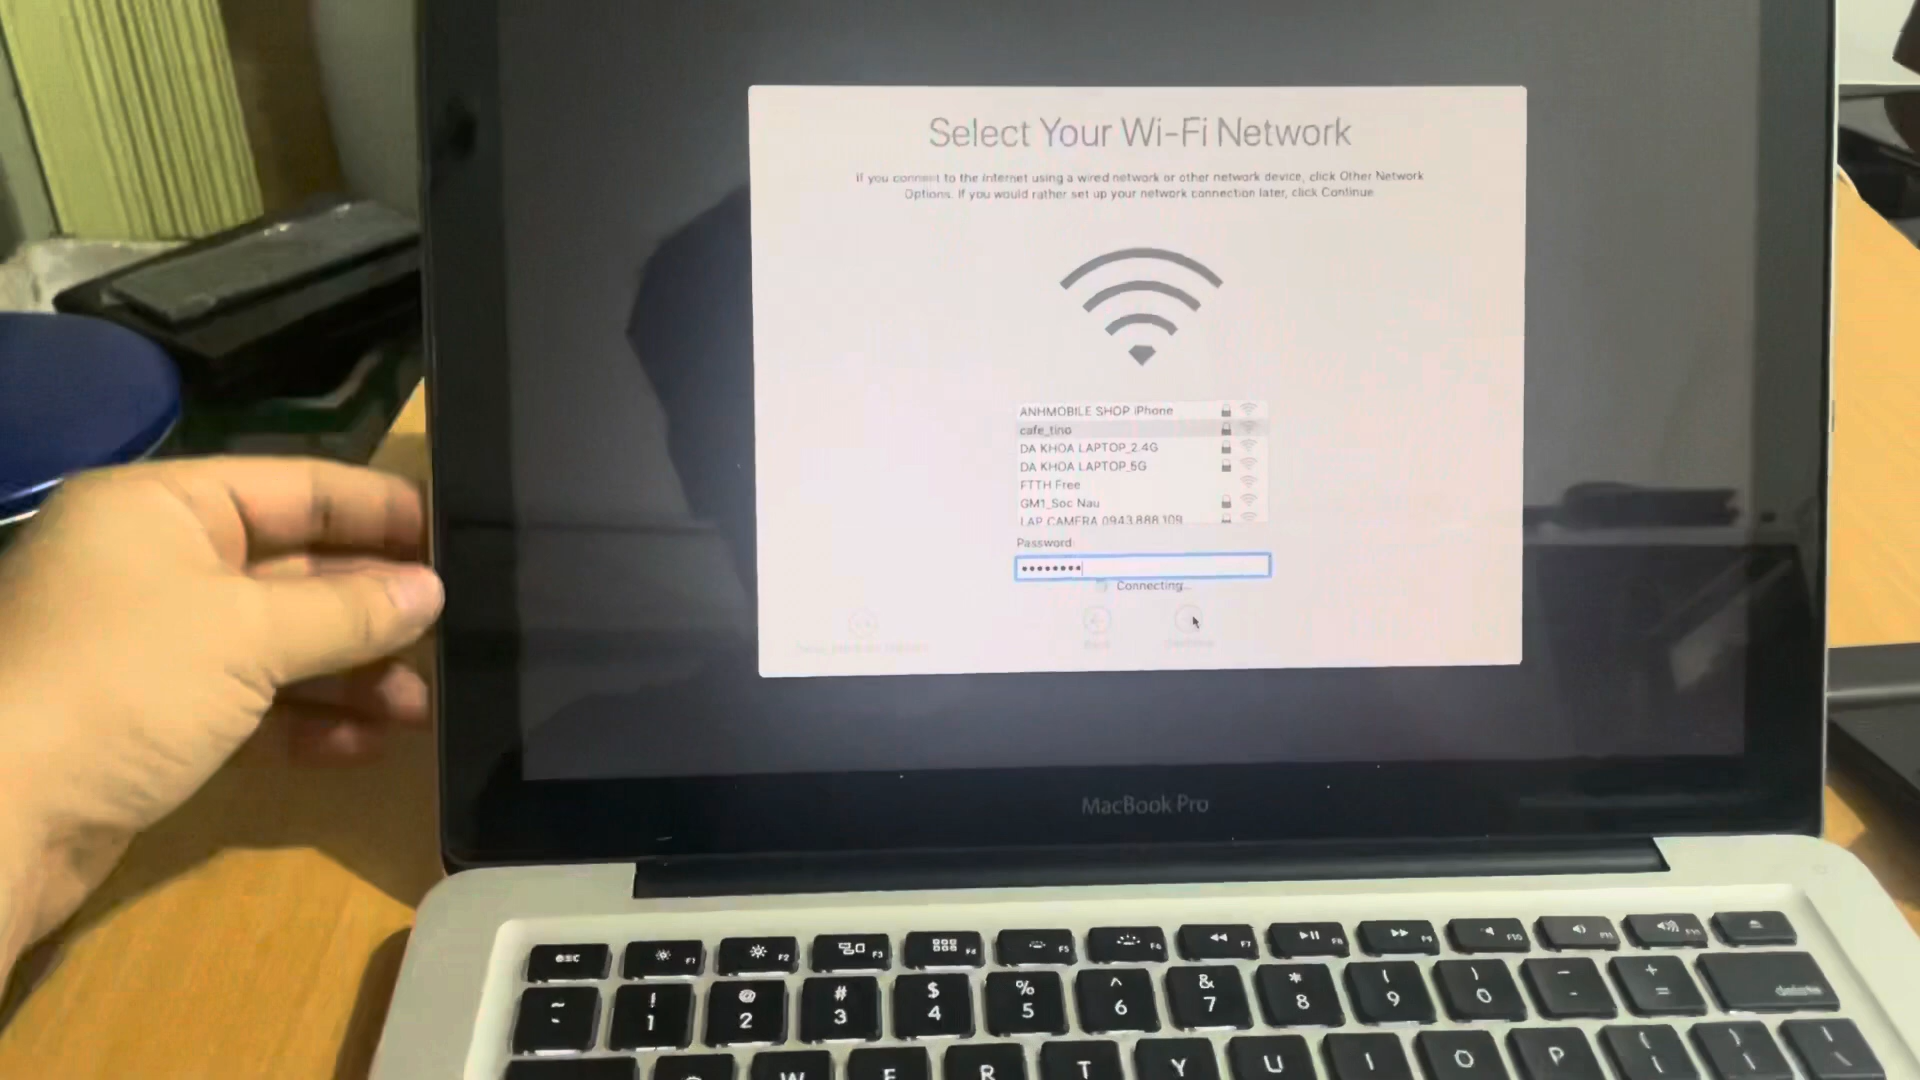 Select Your Wi-Fi Network
If you connect to the Internet using a wired network or other network device, click Other Network
Options. If you would rather set up your network connection later, click Continue
ANHMOBILE SHOP iPhone
cafe_tino
DA KHOA LAPTOP_2.4G
DA KHOA LAPTOP_5G
FTTH Free
GM1_Soc Nau
LAP CAMERA 0943.888.109
Password
Connecting...
Back
Continue
MacBook Pro
esc F1 F2 F3 F4 F5 F6 F7 F8 F9 F10 F11 F12
~ ! @ # $ % ^ & * ( ) _ +
` 1 2 3 4 5 6 7 8 9 0 - = delete
W E R T Y U I O P { }
[ ] \